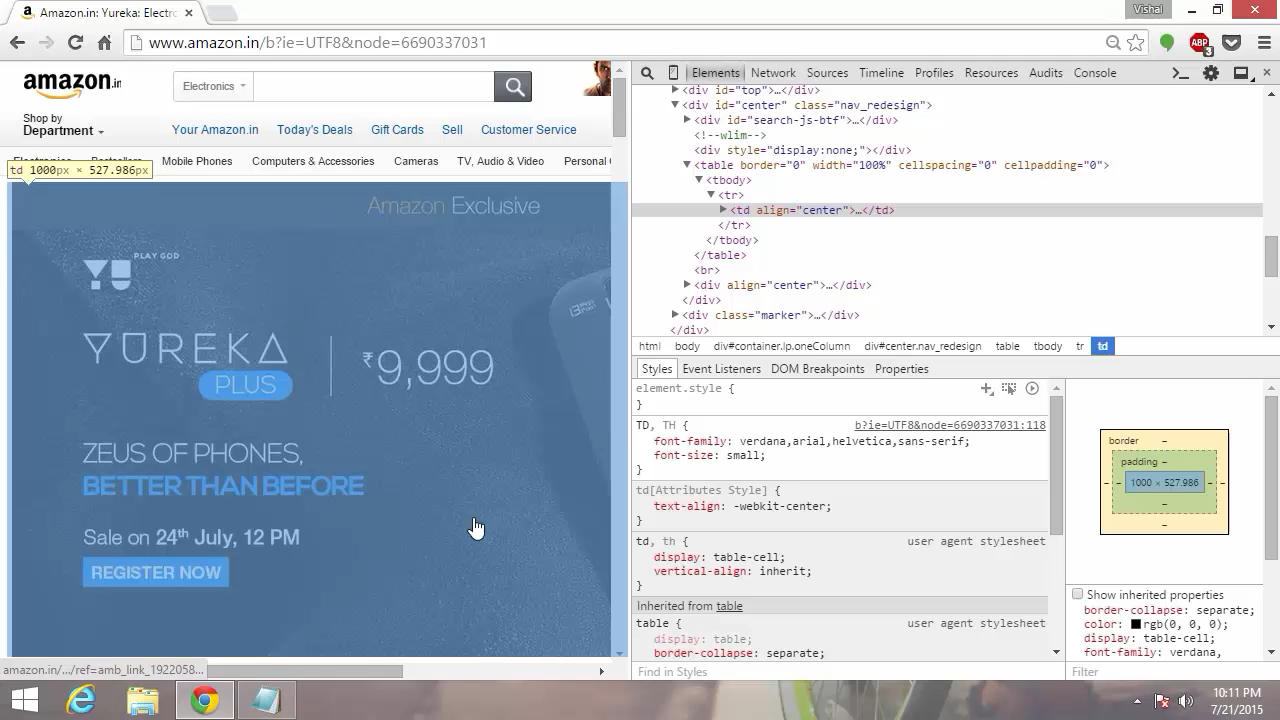 Amazon.in: Yureka: Electro
Vishal
www.amazon.in/b?ie=UTF8&node=6690337031
ABP
3
amazon.in
Electronics
Shop by
Department
Your Amazon.in Today's Deals Gift Cards Sell Customer Service
Mobile Phones Computers & Accessories Cameras TV, Audio & Video Personal
td 1000px × 527.986px
Amazon Exclusive
YU PLAY GOD
YUREKA
PLUS
₹9,999
ZEUS OF PHONES,
BETTER THAN BEFORE
Sale on 24th July, 12 PM
REGISTER NOW
amazon.in/.../ref=amb_link_1922058...
Elements Network Sources Timeline Profiles Resources Audits Console
<div id="top">…</div>
<div id="center" class="nav_redesign">
<div id="search-js-btf">…</div>
<!--wlim-->
<div style="display:none;"></div>
<table border="0" width="100%" cellspacing="0" cellpadding="0">
<tbody>
<tr>
<td align="center">…</td>
</tr>
</tbody>
</table>
<br>
<div align="center">…</div>
</div>
<div class="marker">…</div>
</div>
html body div#container.lp.oneColumn div#center.nav_redesign table tbody tr td
Styles Event Listeners DOM Breakpoints Properties
element.style {
}
TD, TH { b?ie=UTF8&node=6690337031:118
font-family: verdana,arial,helvetica,sans-serif;
font-size: small;
}
td[Attributes Style] {
text-align: -webkit-center;
}
td, th { user agent stylesheet
display: table-cell;
vertical-align: inherit;
}
Inherited from table
table { user agent stylesheet
display: table;
border-collapse: separate;
Find in Styles
border –
padding –
– – 1000 × 527.986 – –
–
–
Show inherited properties
border-collapse: separate;
color: rgb(0, 0, 0);
display: table-cell;
font-family: verdana,
Filter
10:11 PM
7/21/2015